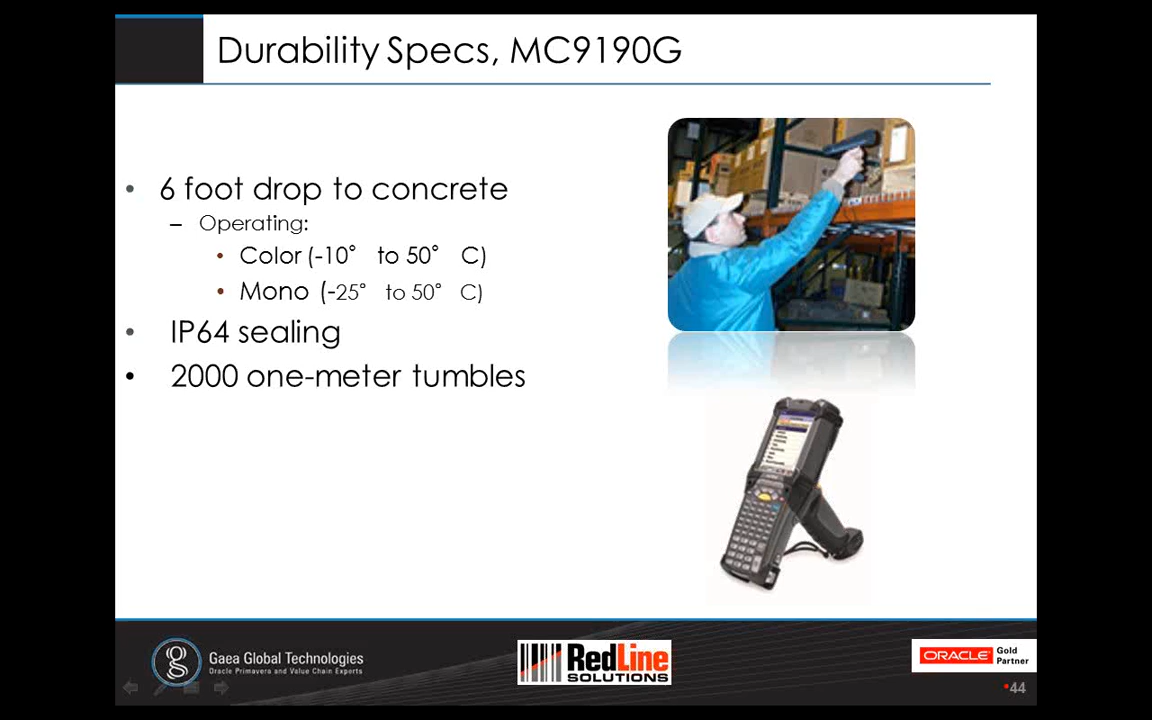 Durability Specs, MC9190G
• 6 foot drop to concrete
– Operating:
• Color (-10° to 50° C)
• Mono (-25° to 50° C)
• IP64 sealing
• 2000 one-meter tumbles
Gaea Global Technologies
Oracle Primavera and Value Chain Experts
RedLine
SOLUTIONS
ORACLE Gold
Partner
•44